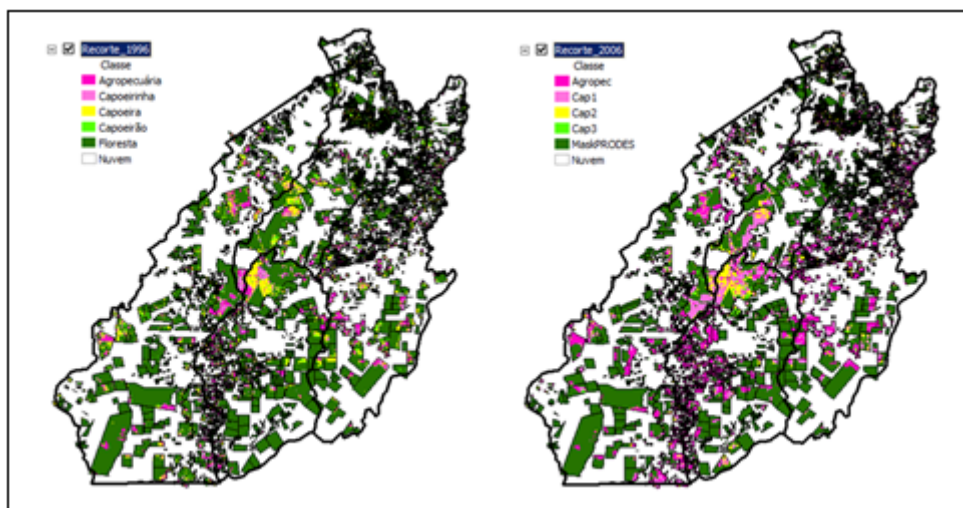 Recorte_1996
Classe
Agropecuária
Capoeirinha
Capoeira
Capoeirão
Floresta
Nuvem
Recorte_2006
Classe
Agropec
Cap1
Cap2
Cap3
MaskPRODES
Nuvem